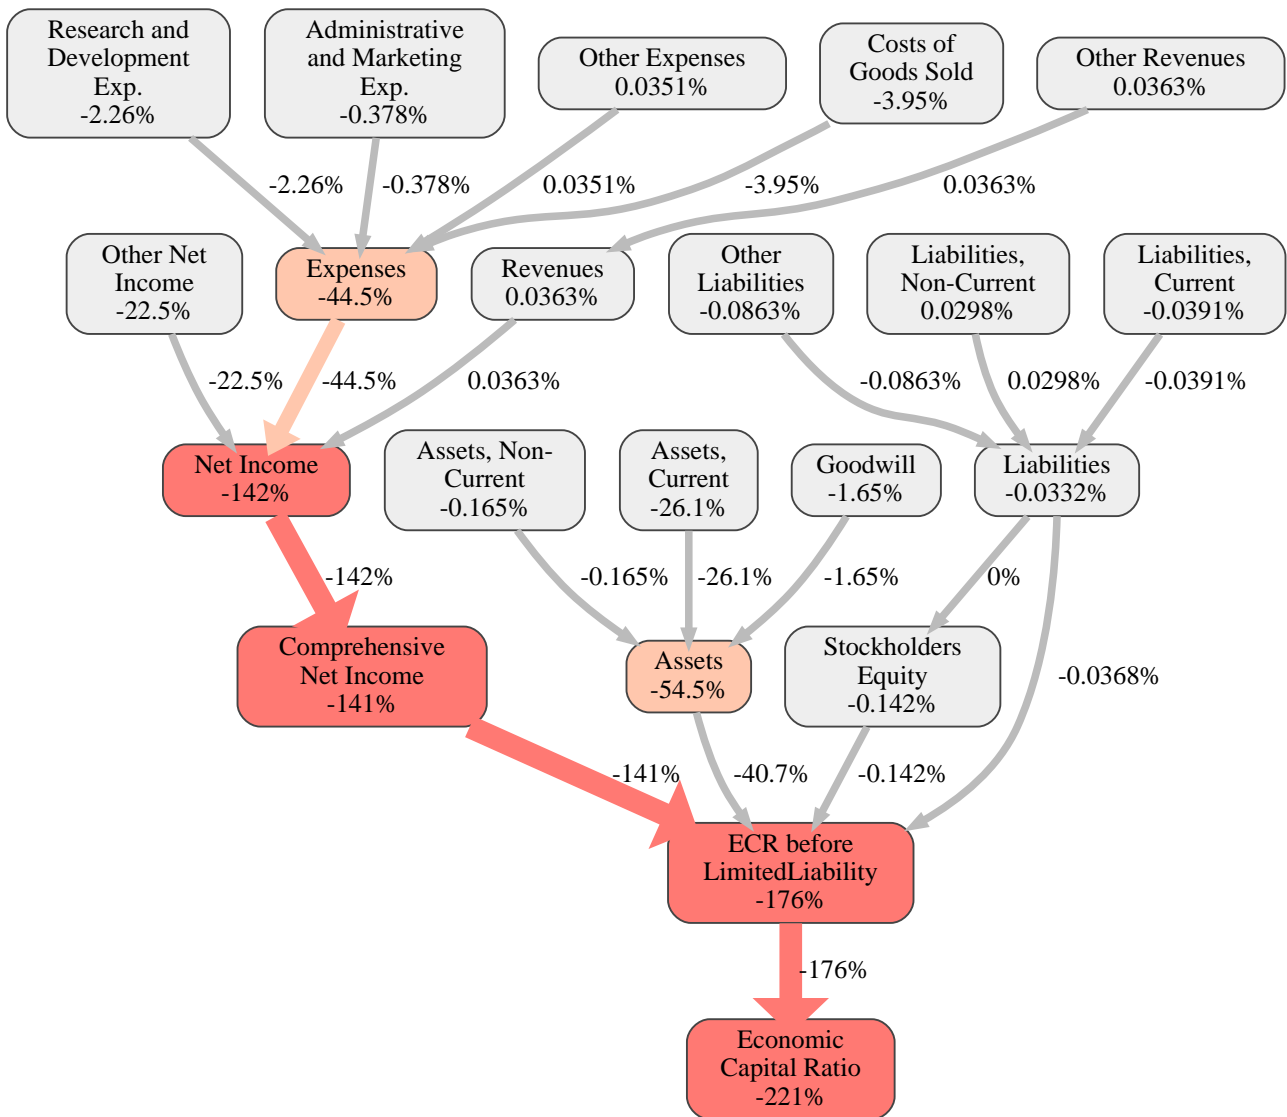 Research and
Development
Exp.
-2.26%
Administrative
and Marketing
Exp.
-0.378%
Other Expenses
0.0351%
Costs of
Goods Sold
-3.95%
Other Revenues
0.0363%
-2.26%
-0.378%
0.0351%
-3.95%
0.0363%
Other Net
Income
-22.5%
Expenses
-44.5%
Revenues
0.0363%
Other
Liabilities
-0.0863%
Liabilities,
Non-Current
0.0298%
Liabilities,
Current
-0.0391%
-22.5%
-44.5%
0.0363%
-0.0863%
0.0298%
-0.0391%
Net Income
-142%
Assets, Non-
Current
-0.165%
Assets,
Current
-26.1%
Goodwill
-1.65%
Liabilities
-0.0332%
-142%
-0.165%
-26.1%
-1.65%
0%
Comprehensive
Net Income
-141%
Assets
-54.5%
Stockholders
Equity
-0.142%
-0.0368%
-141%
-40.7%
-0.142%
ECR before
LimitedLiability
-176%
-176%
Economic
Capital Ratio
-221%